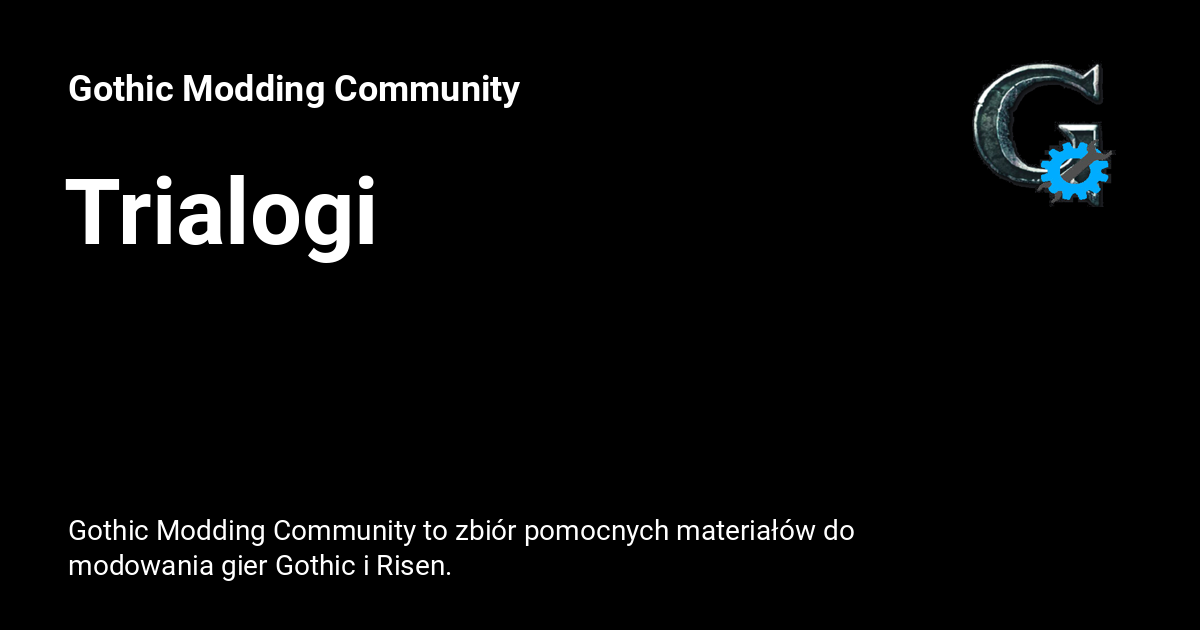 Gothic Modding Community
Trialogi
Gothic Modding Community to zbiór pomocnych materiałów do
modowania gier Gothic i Risen.